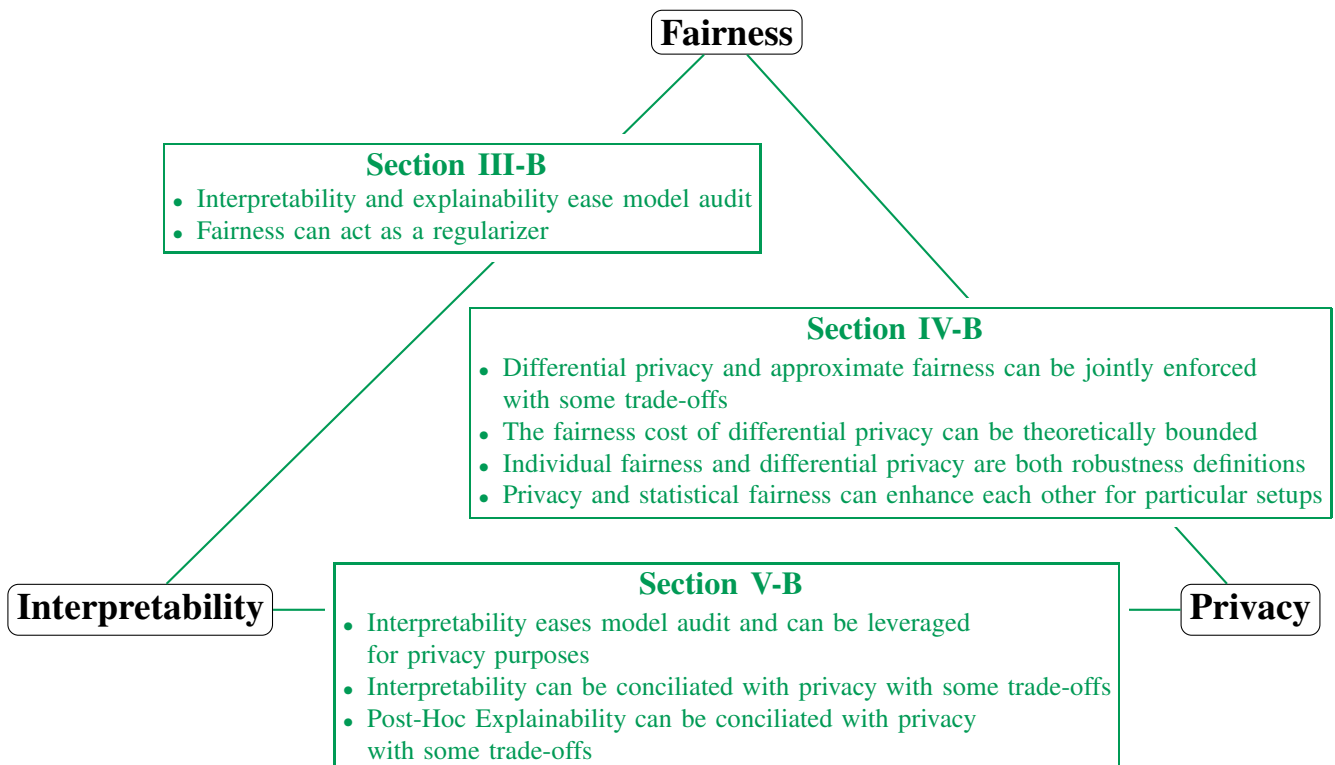 Fairness
Section III-B
• Interpretability and explainability ease model audit
• Fairness can act as a regularizer
Section IV-B
• Differential privacy and approximate fairness can be jointly enforced
with some trade-offs
• The fairness cost of differential privacy can be theoretically bounded
• Individual fairness and differential privacy are both robustness definitions
• Privacy and statistical fairness can enhance each other for particular setups
Interpretability
Section V-B
• Interpretability eases model audit and can be leveraged
for privacy purposes
• Interpretability can be conciliated with privacy with some trade-offs
• Post-Hoc Explainability can be conciliated with privacy
with some trade-offs
Privacy